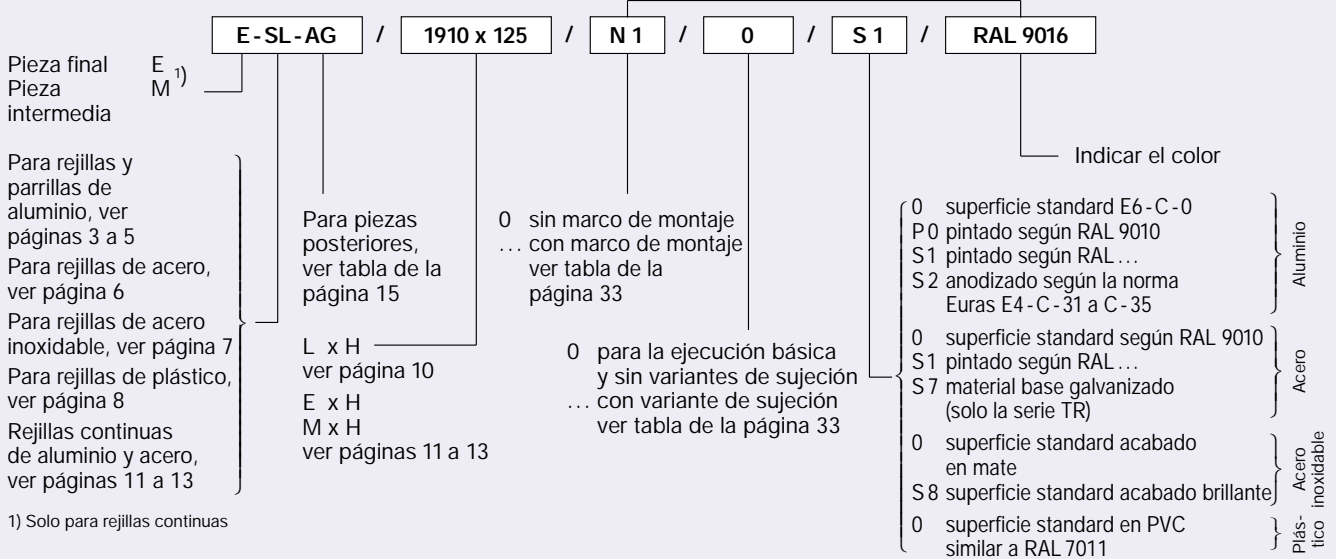 E-SL-AG / 1910 x 125 / N1 / 0 / S1 / RAL 9016
Pieza final E
Pieza M 1)
intermedia
Para rejillas y
parrillas de
aluminio, ver
páginas 3 a 5
Para rejillas de acero,
ver página 6
Para rejillas de acero
inoxidable, ver página 7
Para rejillas de plástico,
ver página 8
Rejillas continuas
de aluminio y acero,
ver páginas 11 a 13
1) Solo para rejillas continuas
Para piezas
posteriores,
ver tabla de la
página 15
L x H
ver página 10
E x H
M x H
ver páginas 11 a 13
0 sin marco de montaje
... con marco de montaje
ver tabla de la
página 33
0 para la ejecución básica
y sin variantes de sujeción
... con variante de sujeción
ver tabla de la página 33
Indicar el color
0 superficie standard E6-C-0
P0 pintado según RAL 9010
S1 pintado según RAL...
S2 anodizado según la norma
Euras E4-C-31 a C-35
Aluminio
0 superficie standard según RAL 9010
S1 pintado según RAL...
S7 material base galvanizado
(solo la serie TR)
Acero
0 superficie standard acabado
en mate
S8 superficie standard acabado brillante
Acero
inoxidable
0 superficie standard en PVC
similar a RAL 7011
Plás-
tico